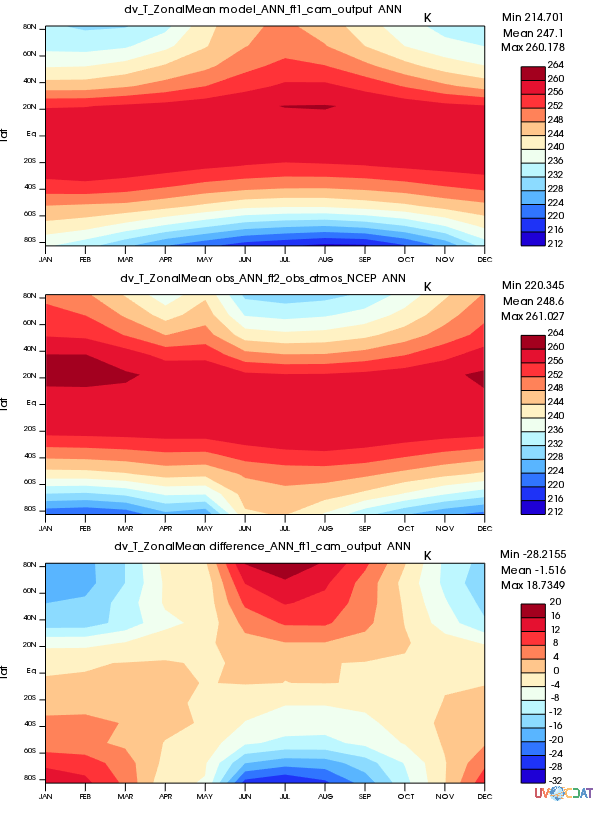 dv_T_ZonalMean model_ANN_ft1_cam_output ANN
K
Min 214.701
Mean 247.1
Max 260.178
80N
60N
40N
20N
Eq
20S
40S
60S
80S
lat
JAN FEB MAR APR MAY JUN JUL AUG SEP OCT NOV DEC
264
260
256
252
248
244
240
236
232
228
224
220
216
212
dv_T_ZonalMean obs_ANN_ft2_obs_atmos_NCEP ANN
K
Min 220.345
Mean 248.6
Max 261.027
80N
60N
40N
20N
Eq
20S
40S
60S
80S
lat
JAN FEB MAR APR MAY JUN JUL AUG SEP OCT NOV DEC
264
260
256
252
248
244
240
236
232
228
224
220
216
212
dv_T_ZonalMean difference_ANN_ft1_cam_output ANN
K
Min -28.2155
Mean -1.516
Max 18.7349
80N
60N
40N
20N
Eq
20S
40S
60S
80S
lat
JAN FEB MAR APR MAY JUN JUL AUG SEP OCT NOV DEC
20
16
12
8
4
0
-4
-8
-12
-16
-20
-24
-28
-32
UV CDAT